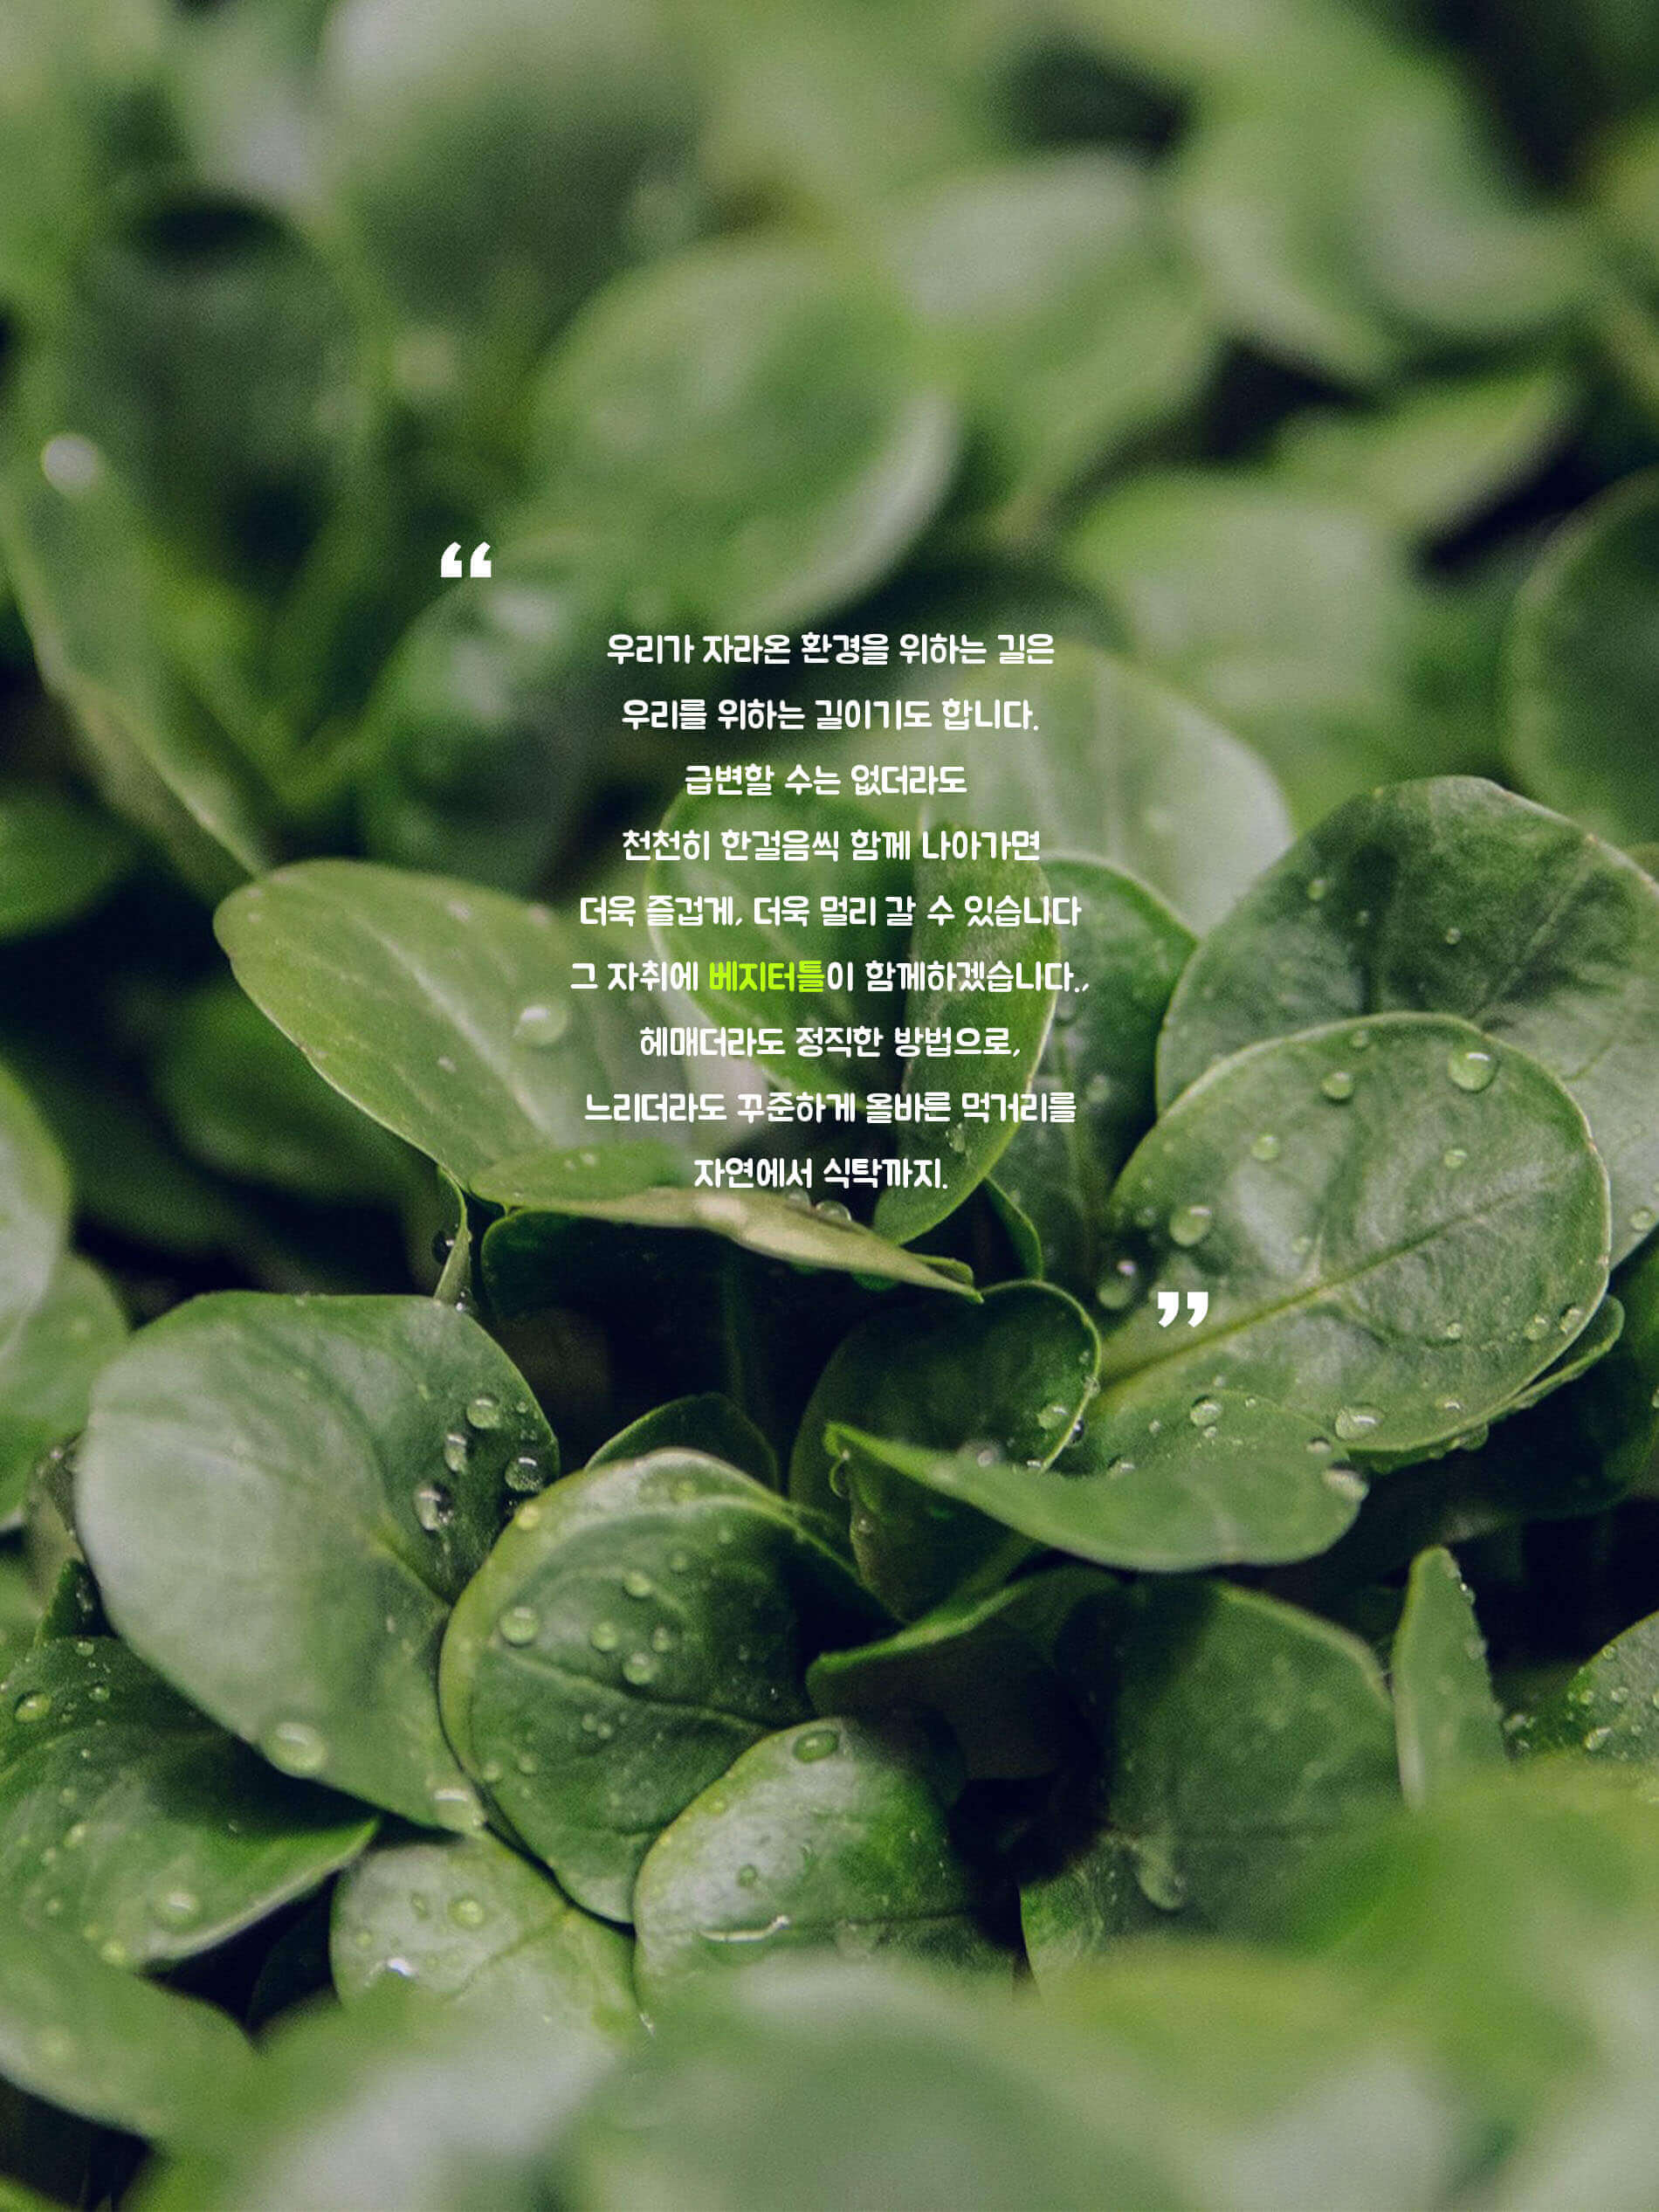 “
우리가 자라온 환경을 위하는 길은
우리를 위하는 길이기도 합니다.
급변할 수는 없더라도
천천히 한걸음씩 함께 나아가면
더욱 즐겁게, 더욱 멀리 갈 수 있습니다
그 자취에 베지터틀이 함께하겠습니다.,
헤매더라도 정직한 방법으로,
느리더라도 꾸준하게 올바른 먹거리를
자연에서 식탁까지.
”